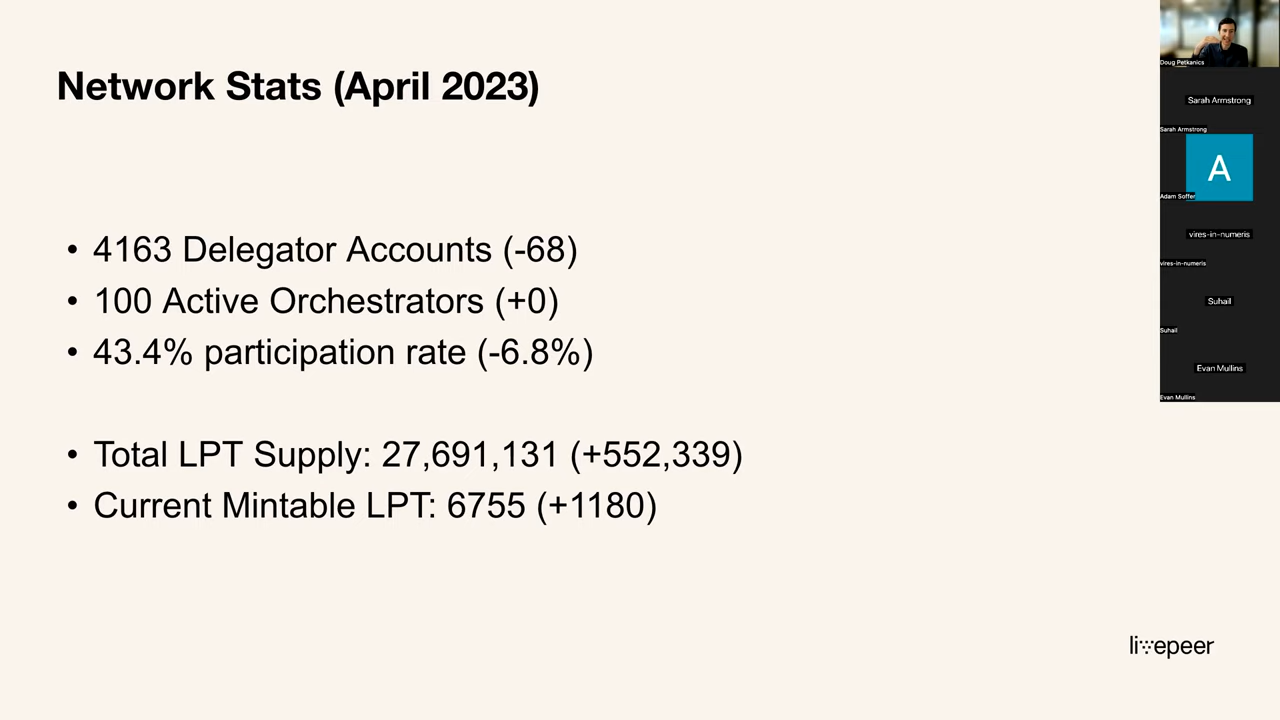 Network Stats (April 2023)
• 4163 Delegator Accounts (-68)
• 100 Active Orchestrators (+0)
• 43.4% participation rate (-6.8%)
• Total LPT Supply: 27,691,131 (+552,339)
• Current Mintable LPT: 6755 (+1180)
livepeer
Doug Petkanics
Sarah Armstrong
Sarah Armstrong
A
Adam Soffer
vires-in-numeris
vires-in-numeris
Suhail
Suhail
Evan Mullins
Evan Mullins